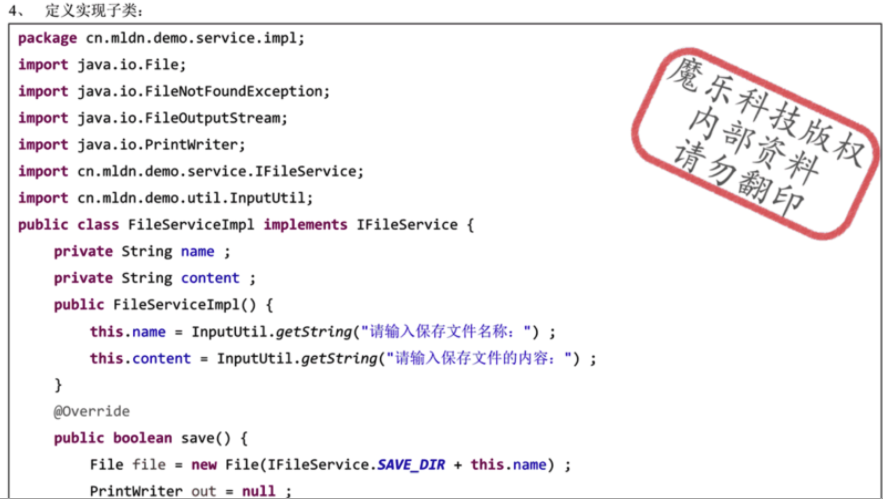 4、 定义实现子类：
package cn.mldn.demo.service.impl;
import java.io.File;
import java.io.FileNotFoundException;
import java.io.FileOutputStream;
import java.io.PrintWriter;
import cn.mldn.demo.service.IFileService;
import cn.mldn.demo.util.InputUtil;
public class FileServiceImpl implements IFileService {
private String name ;
private String content ;
public FileServiceImpl() {
this.name = InputUtil.getString("请输入保存文件名称：") ;
this.content = InputUtil.getString("请输入保存文件的内容：") ;
}
@Override
public boolean save() {
File file = new File(IFileService.SAVE_DIR + this.name) ;
PrintWriter out = null ;
魔乐科技版权
内部资料
请勿翻印